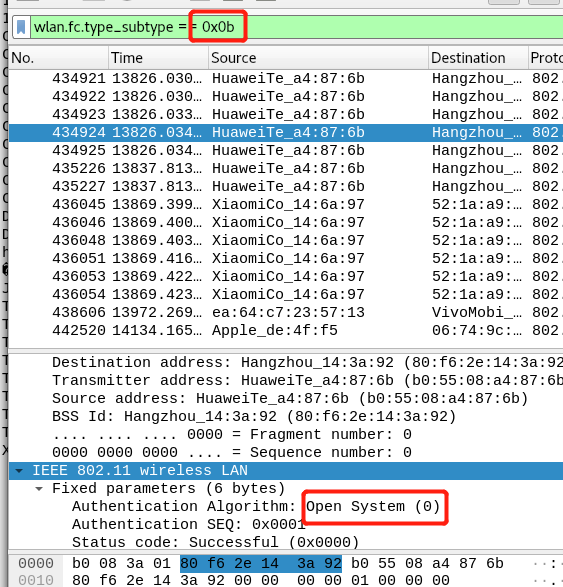 wlan.fc.type_subtype == 0x0b
No. Time Source Destination Proto
434921 13826.030… HuaweiTe_a4:87:6b Hangzhou_… 802.
434922 13826.030… HuaweiTe_a4:87:6b Hangzhou_… 802.
434923 13826.033… HuaweiTe_a4:87:6b Hangzhou_… 802.
434924 13826.034… HuaweiTe_a4:87:6b Hangzhou_… 802.
434925 13826.034… HuaweiTe_a4:87:6b Hangzhou_… 802.
435226 13837.813… HuaweiTe_a4:87:6b Hangzhou_… 802.
435227 13837.813… HuaweiTe_a4:87:6b Hangzhou_… 802.
436045 13869.399… XiaomiCo_14:6a:97 52:1a:a9:… 802.
436046 13869.400… XiaomiCo_14:6a:97 52:1a:a9:… 802.
436048 13869.403… XiaomiCo_14:6a:97 52:1a:a9:… 802.
436051 13869.416… XiaomiCo_14:6a:97 52:1a:a9:… 802.
436053 13869.422… XiaomiCo_14:6a:97 52:1a:a9:… 802.
436054 13869.423… XiaomiCo_14:6a:97 52:1a:a9:… 802.
438606 13972.269… ea:64:c7:23:57:13 VivoMobi_… 802.
442520 14134.165… Apple_de:4f:f5 06:74:9c:… 802.
Destination address: Hangzhou_14:3a:92 (80:f6:2e:14:3a:92)
Transmitter address: HuaweiTe_a4:87:6b (b0:55:08:a4:87:6b
Source address: HuaweiTe_a4:87:6b (b0:55:08:a4:87:6b)
BSS Id: Hangzhou_14:3a:92 (80:f6:2e:14:3a:92)
.... .... .... 0000 = Fragment number: 0
0000 0000 0000 .... = Sequence number: 0
IEEE 802.11 wireless LAN
Fixed parameters (6 bytes)
Authentication Algorithm: Open System (0)
Authentication SEQ: 0x0001
Status code: Successful (0x0000)
0000 b0 08 3a 01 80 f6 2e 14 3a 92 b0 55 08 a4 87 6b
0010 80 f6 2e 14 3a 92 00 00 00 00 01 00 00 00